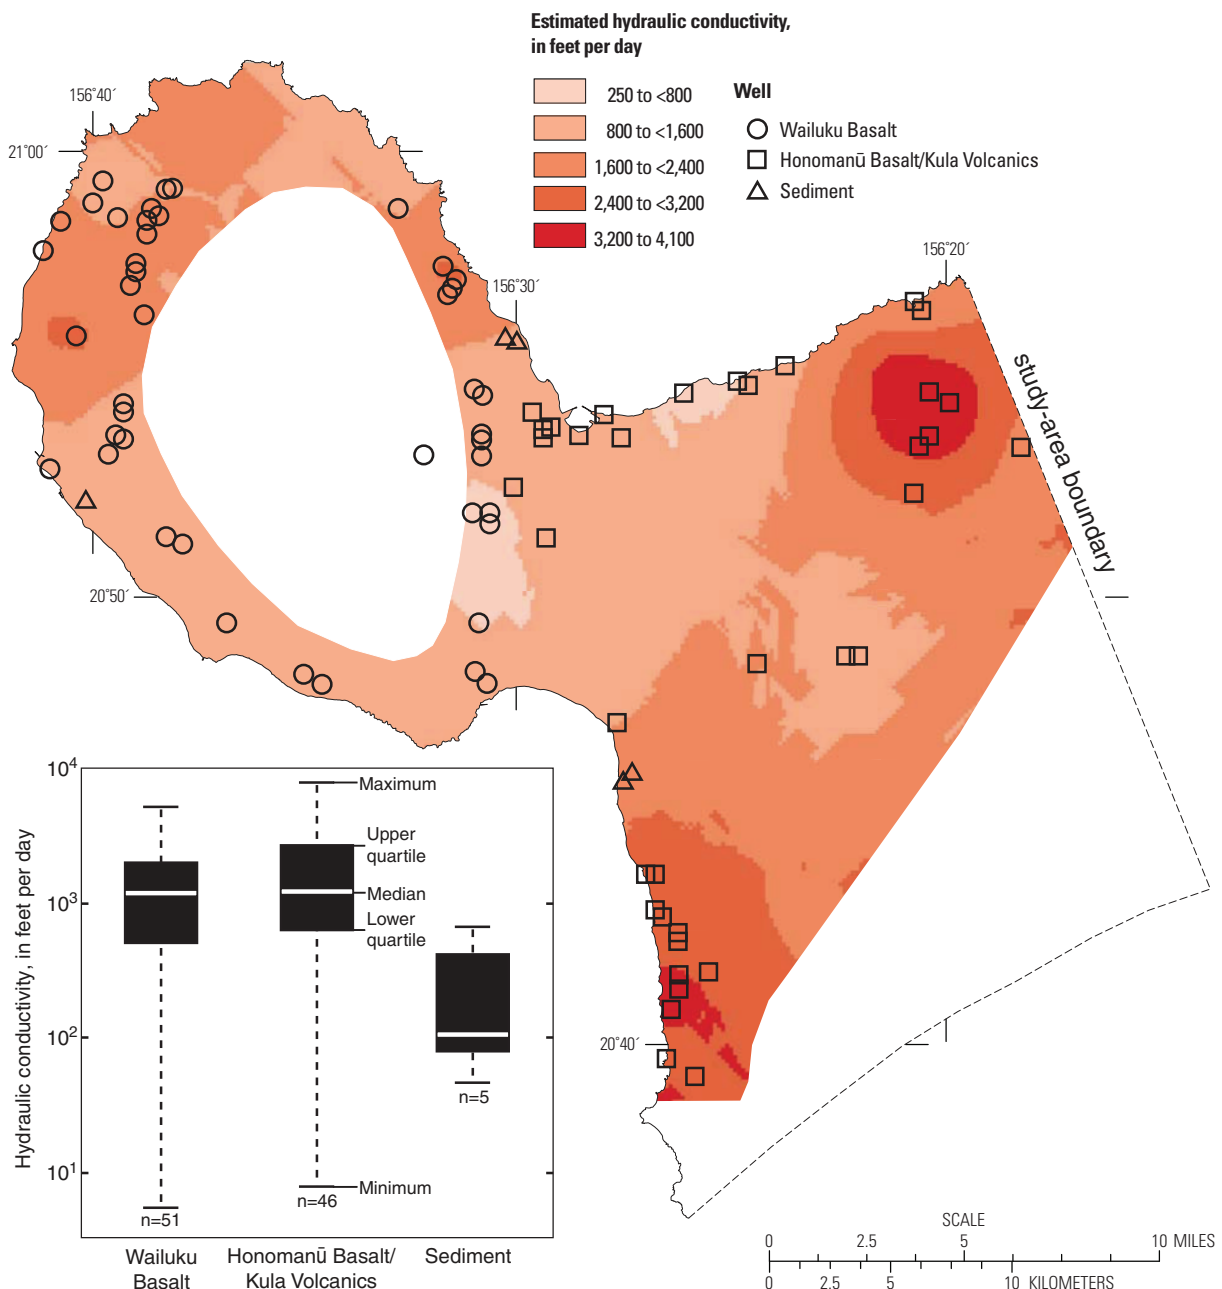 Estimated hydraulic conductivity,
in feet per day
250 to <800
800 to <1,600
1,600 to <2,400
2,400 to <3,200
3,200 to 4,100
Well
Wailuku Basalt
Honomanū Basalt/Kula Volcanics
Sediment
156°40´
21°00´
156°30´
156°20´
study-area boundary
20°50´
20°40´
Hydraulic conductivity, in feet per day
10⁴
10³
10²
10¹
Maximum
Upper
quartile
Median
Lower
quartile
Minimum
n=51
n=46
n=5
Wailuku
Basalt
Honomanū Basalt/
Kula Volcanics
Sediment
SCALE
0 2.5 5 10 MILES
0 2.5 5 10 KILOMETERS